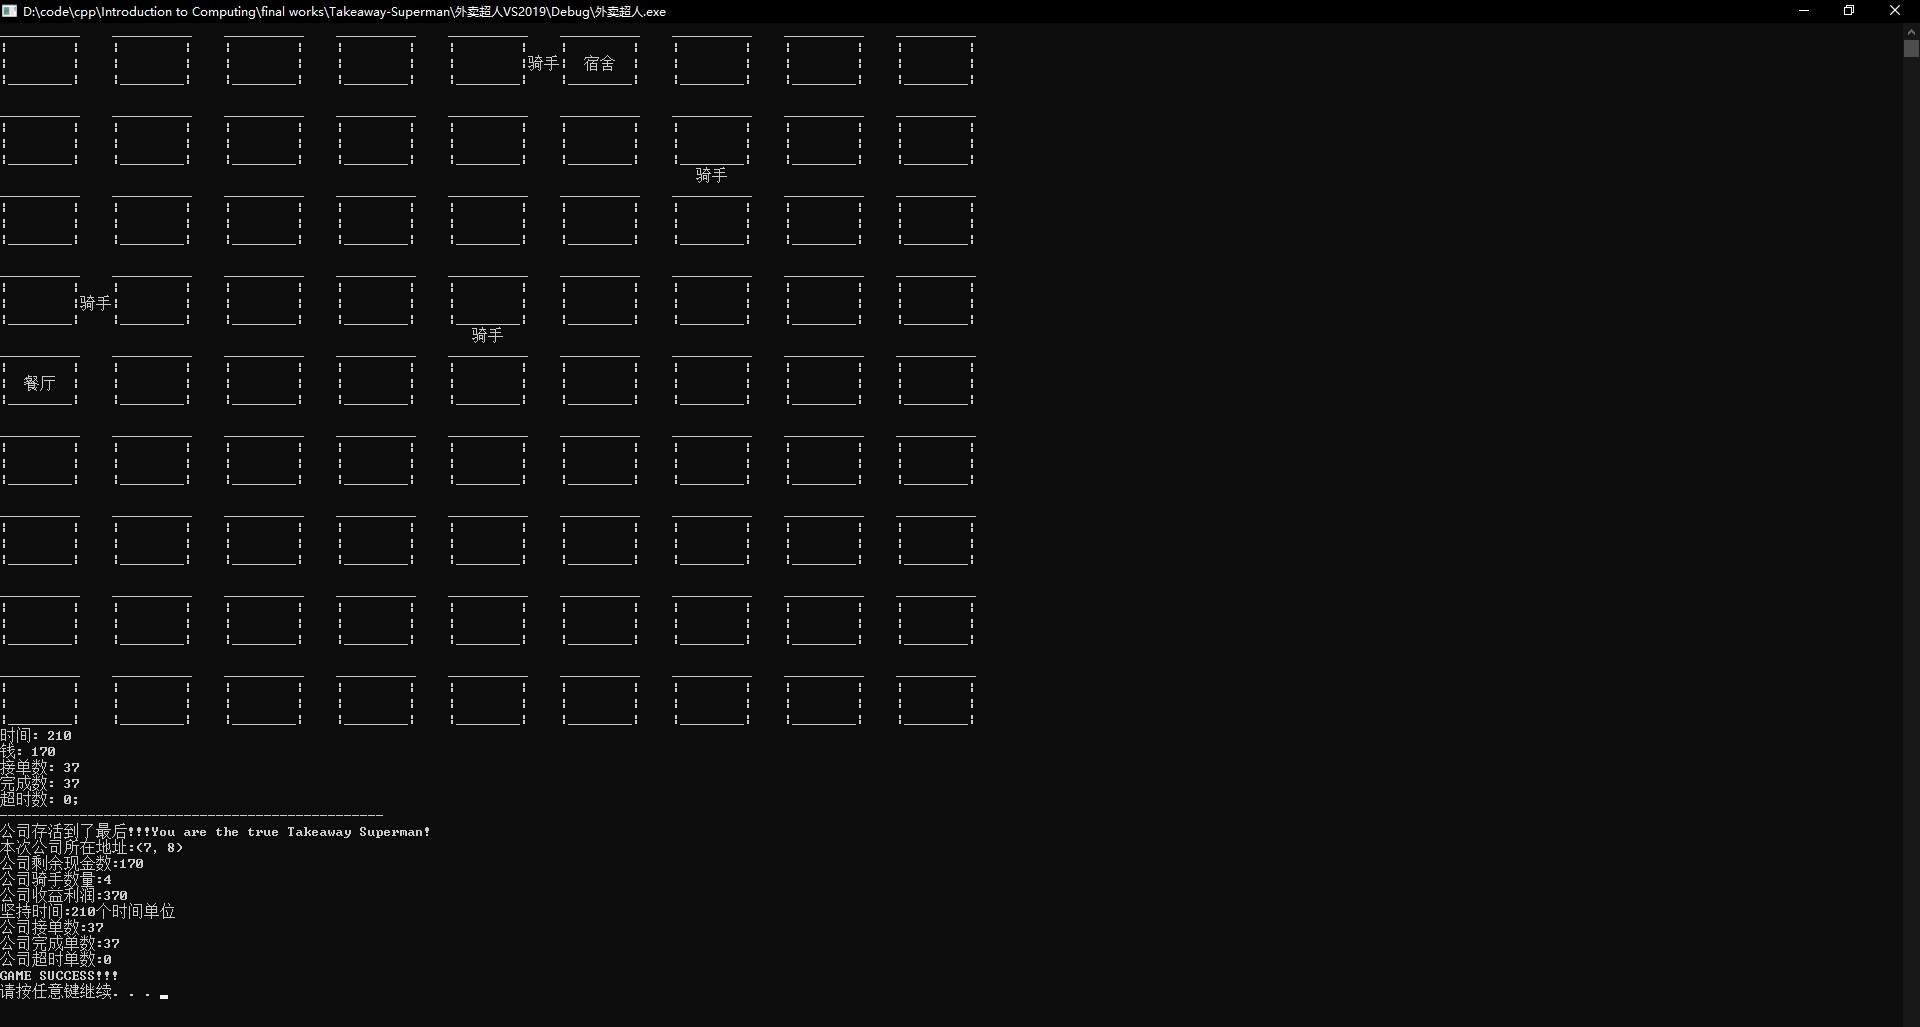 D:\code\cpp\Introduction to Computing\final works\Takeaway-Superman\外卖超人VS2019\Debug\外卖超人.exe
骑手 宿舍
骑手
骑手
骑手
餐厅
时间: 210
钱: 170
接单数: 37
完成数: 37
超时数: 0;
------------------------------------------------
公司存活到了最后!!!You are the true Takeaway Superman!
本次公司所在地址:(7, 8)
公司剩余现金数:170
公司骑手数量:4
公司收益利润:370
坚持时间:210个时间单位
公司接单数:37
公司完成单数:37
公司超时单数:0
GAME SUCCESS!!!
请按任意键继续. . .